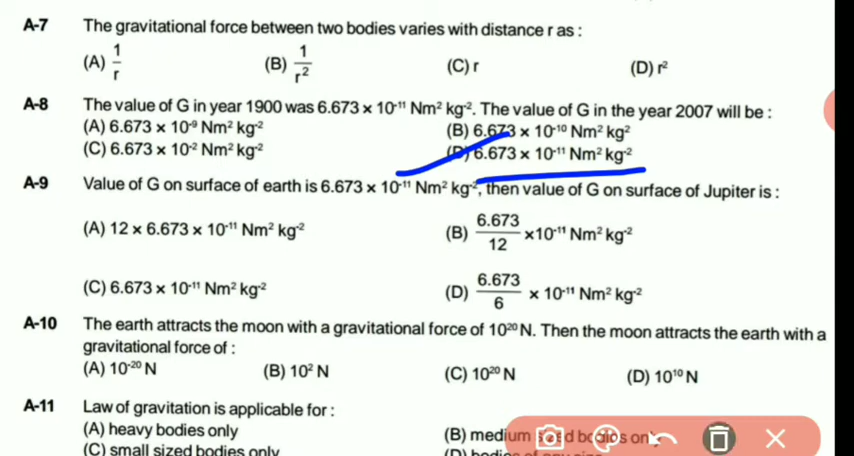 A-7 The gravitational force between two bodies varies with distance r as :
(A) 1/r (B) 1/r² (C) r (D) r²
A-8 The value of G in year 1900 was 6.673 × 10⁻¹¹ Nm² kg⁻². The value of G in the year 2007 will be :
(A) 6.673 × 10⁻⁹ Nm² kg⁻² (B) 6.673 × 10⁻¹⁰ Nm² kg²
(C) 6.673 × 10⁻² Nm² kg⁻² (D) 6.673 × 10⁻¹¹ Nm² kg⁻²
A-9 Value of G on surface of earth is 6.673 × 10⁻¹¹ Nm² kg⁻², then value of G on surface of Jupiter is :
(A) 12 × 6.673 × 10⁻¹¹ Nm² kg⁻² (B) 6.673/12 ×10⁻¹¹ Nm² kg⁻²
(C) 6.673 × 10⁻¹¹ Nm² kg⁻² (D) 6.673/6 × 10⁻¹¹ Nm² kg⁻²
A-10 The earth attracts the moon with a gravitational force of 10²⁰ N. Then the moon attracts the earth with a
gravitational force of :
(A) 10⁻²⁰ N (B) 10² N (C) 10²⁰ N (D) 10¹⁰ N
A-11 Law of gravitation is applicable for :
(A) heavy bodies only (B) medium sized bodies only
(C) small sized bodies only (D) bodies of any size